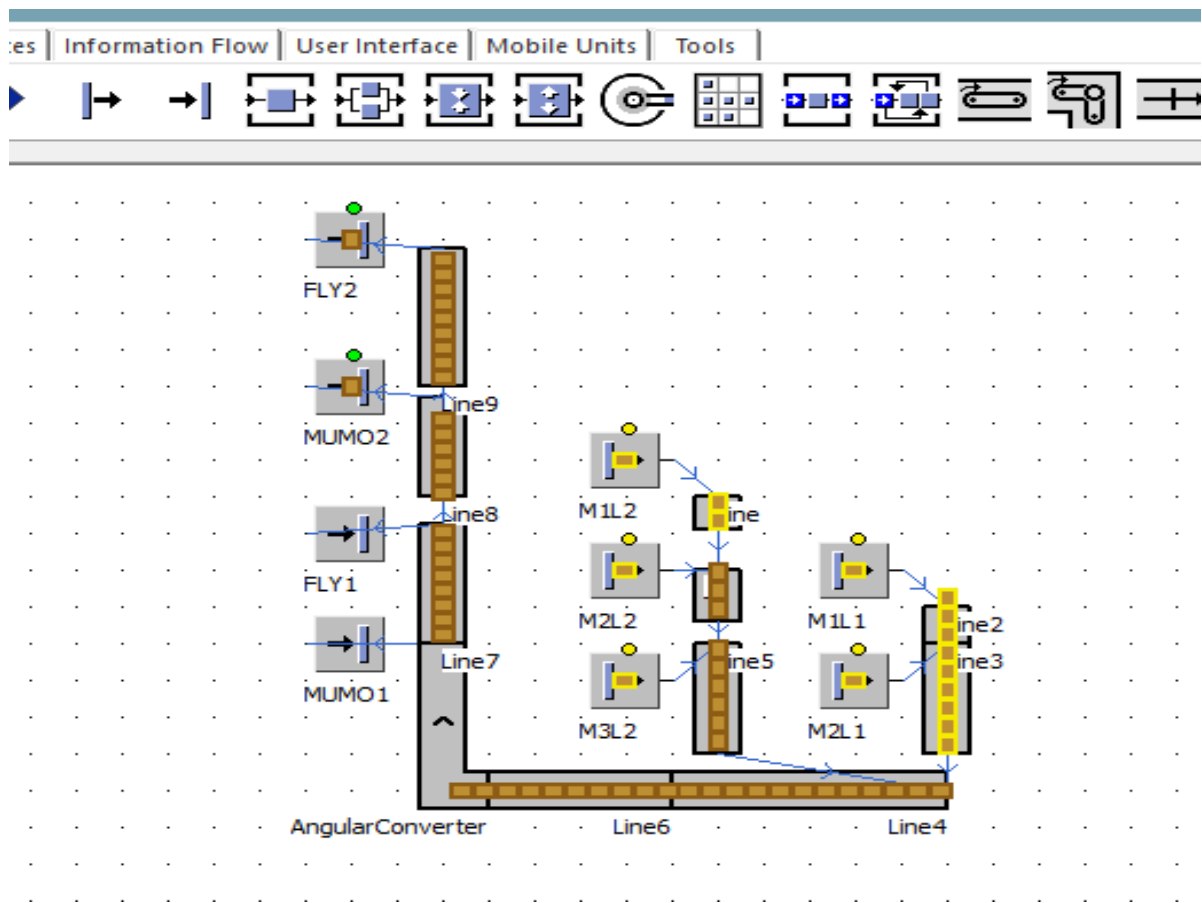 es
Information Flow
User Interface
Mobile Units
Tools
FLY2
Line9
MUMO2
M1L2
Line8
ine
FLY1
M2L2
M1L1
ine2
Line7
ine5
ine3
MUMO1
M3L2
M2L1
AngularConverter
Line6
Line4